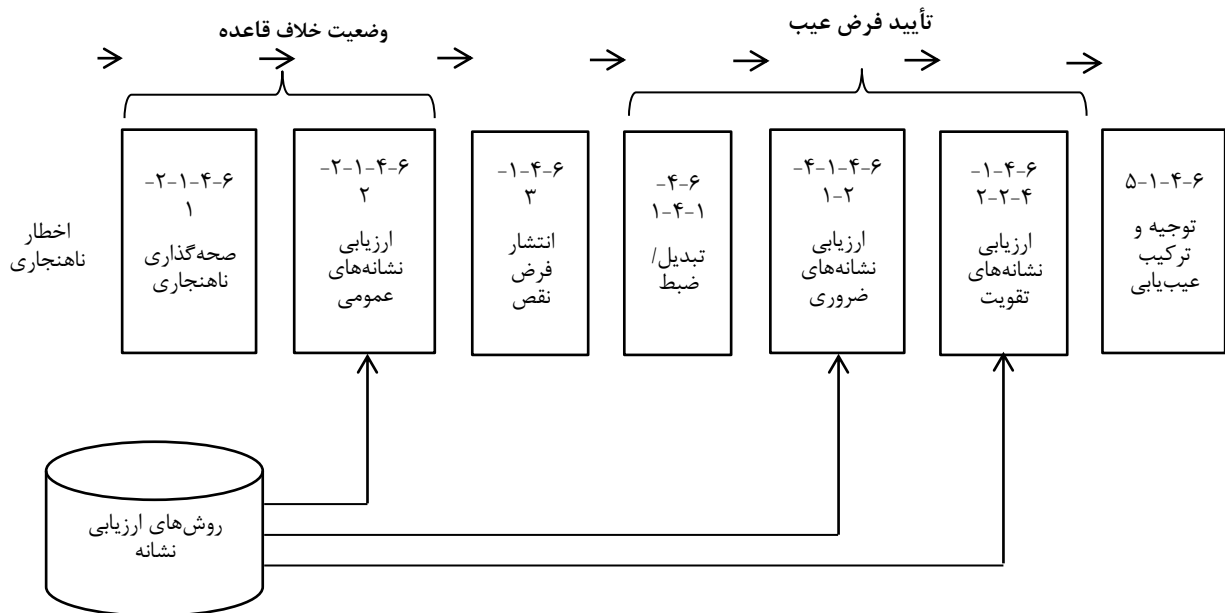 وضعیت خلاف قاعده
تأیید فرض عیب
اخطار
ناهنجاری
۶-۴-۱-۲-
۱
صحه‌گذاری
ناهنجاری
۶-۴-۱-۲-
۲
ارزیابی
نشانه‌های
عمومی
۶-۴-۱-
۳
انتشار
فرض
نقص
۶-۴-
۱-۴-۱
تبدیل/
ضبط
۶-۴-۱-۴-
۲-۱
ارزیابی
نشانه‌های
ضروری
۶-۴-۱-
۴-۲-۲
ارزیابی
نشانه‌های
تقویت
۶-۴-۱-۵
توجیه و
ترکیب
عیب‌یابی
روش‌های ارزیابی
نشانه